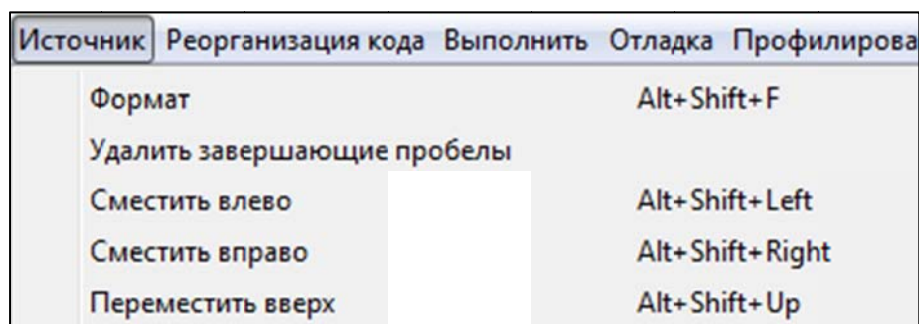 Источник Реорганизация кода Выполнить Отладка Профилирова
Формат Alt+Shift+F
Удалить завершающие пробелы
Сместить влево Alt+Shift+Left
Сместить вправо Alt+Shift+Right
Переместить вверх Alt+Shift+Up